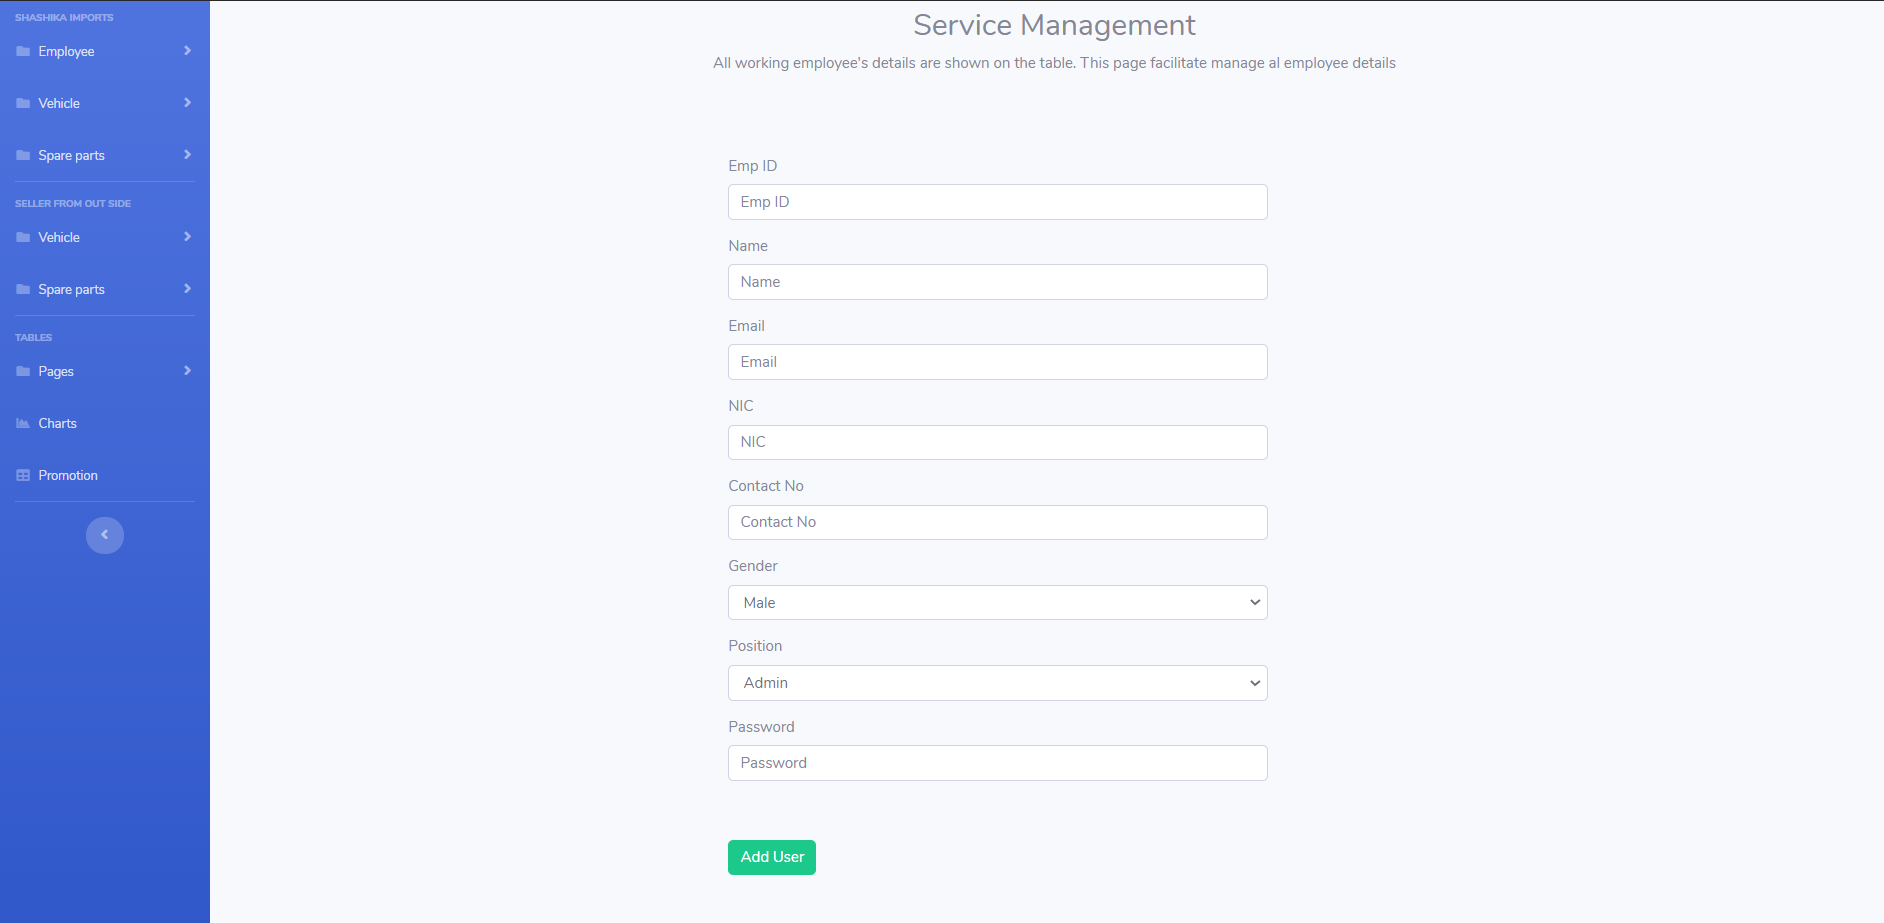 SHASHIKA IMPORTS
Employee
Vehicle
Spare parts
SELLER FROM OUT SIDE
Vehicle
Spare parts
TABLES
Pages
Charts
Promotion
Service Management
All working employee's details are shown on the table. This page facilitate manage al employee details
Emp ID
Emp ID
Name
Name
Email
Email
NIC
NIC
Contact No
Contact No
Gender
Male
Position
Admin
Password
Password
Add User